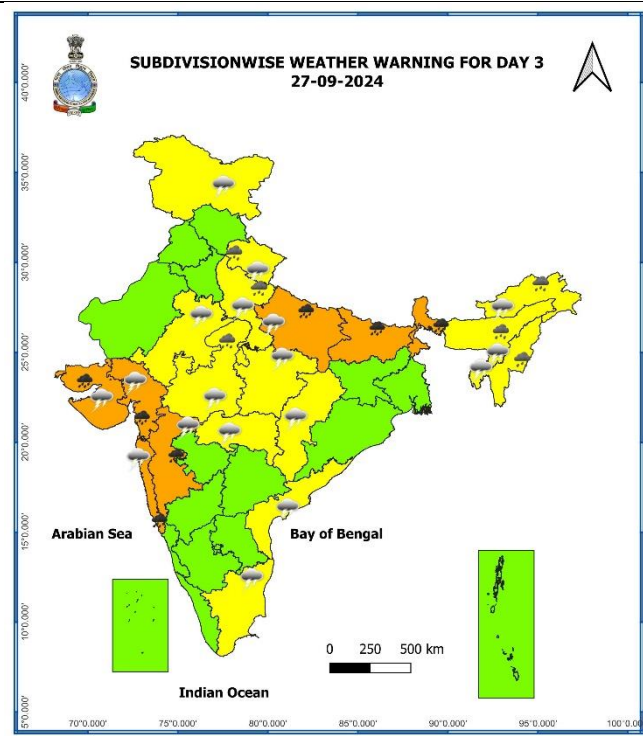 SUBDIVISIONWISE WEATHER WARNING FOR DAY 3
27-09-2024
40°0.000'
35°0.000'
30°0.000'
25°0.000'
20°0.000'
15°0.000'
10°0.000'
5°0.000'
Arabian Sea
Bay of Bengal
0 250 500 km
Indian Ocean
70°0.000' 75°0.000' 80°0.000' 85°0.000' 90°0.000' 95°0.000' 100°0.0